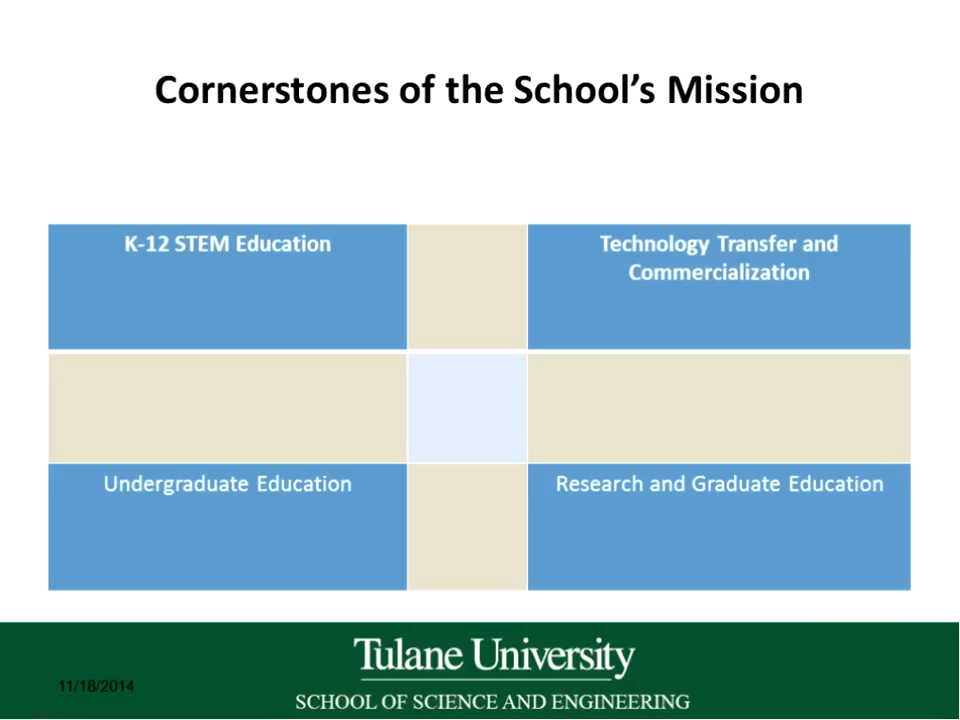 Cornerstones of the School’s Mission
K-12 STEM Education
Technology Transfer and
Commercialization
Undergraduate Education
Research and Graduate Education
Tulane University
11/18/2014
SCHOOL OF SCIENCE AND ENGINEERING